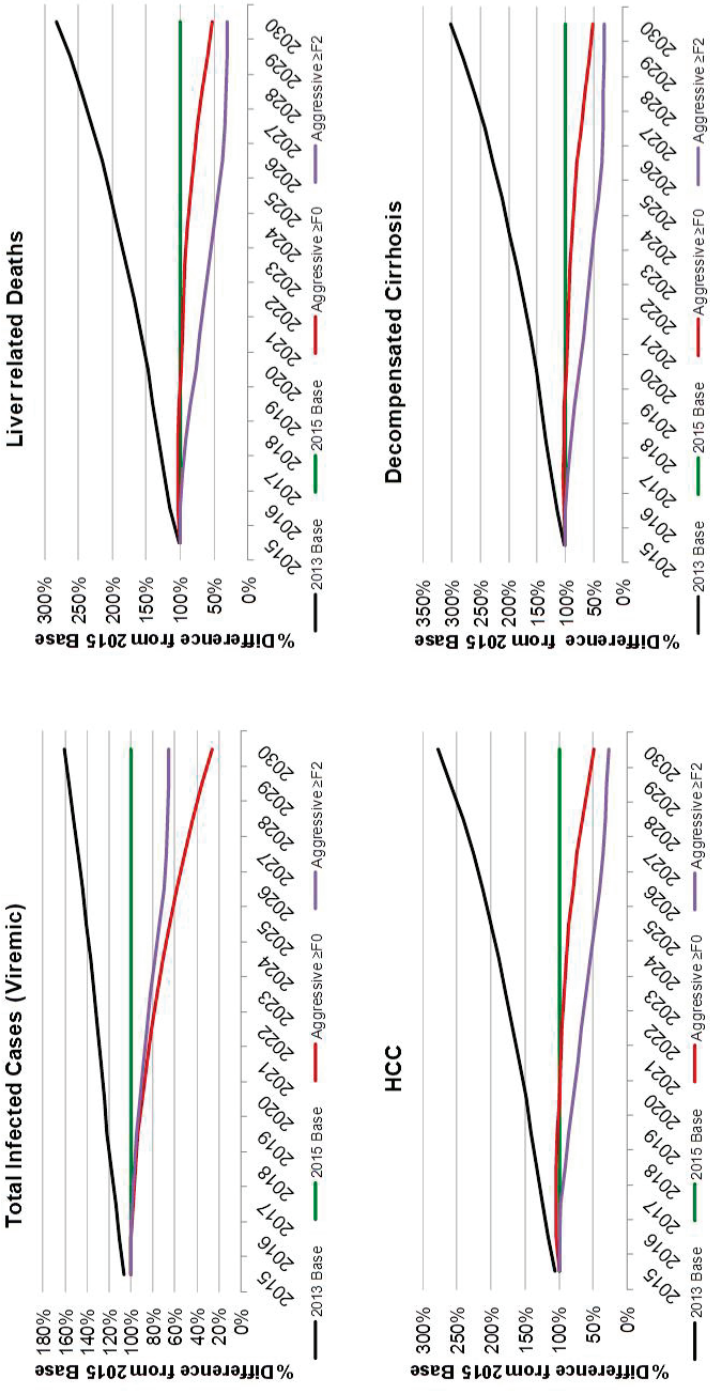 Total Infected Cases (Viremic)
% Difference from 2015 Base
180%
160%
140%
120%
100%
80%
60%
40%
20%
0%
2015 2016 2017 2018 2019 2020 2021 2022 2023 2024 2025 2026 2027 2028 2029 2030
2013 Base 2015 Base Aggressive ≥F0 Aggressive ≥F2
Liver related Deaths
% Difference from 2015 Base
300%
250%
200%
150%
100%
50%
0%
2015 2016 2017 2018 2019 2020 2021 2022 2023 2024 2025 2026 2027 2028 2029 2030
2013 Base 2015 Base Aggressive ≥F0 Aggressive ≥F2
HCC
% Difference from 2015 Base
300%
250%
200%
150%
100%
50%
0%
2015 2016 2017 2018 2019 2020 2021 2022 2023 2024 2025 2026 2027 2028 2029 2030
2013 Base 2015 Base Aggressive ≥F0 Aggressive ≥F2
Decompensated Cirrhosis
% Difference from 2015 Base
350%
300%
250%
200%
150%
100%
50%
0%
2015 2016 2017 2018 2019 2020 2021 2022 2023 2024 2025 2026 2027 2028 2029 2030
2013 Base 2015 Base Aggressive ≥F0 Aggressive ≥F2